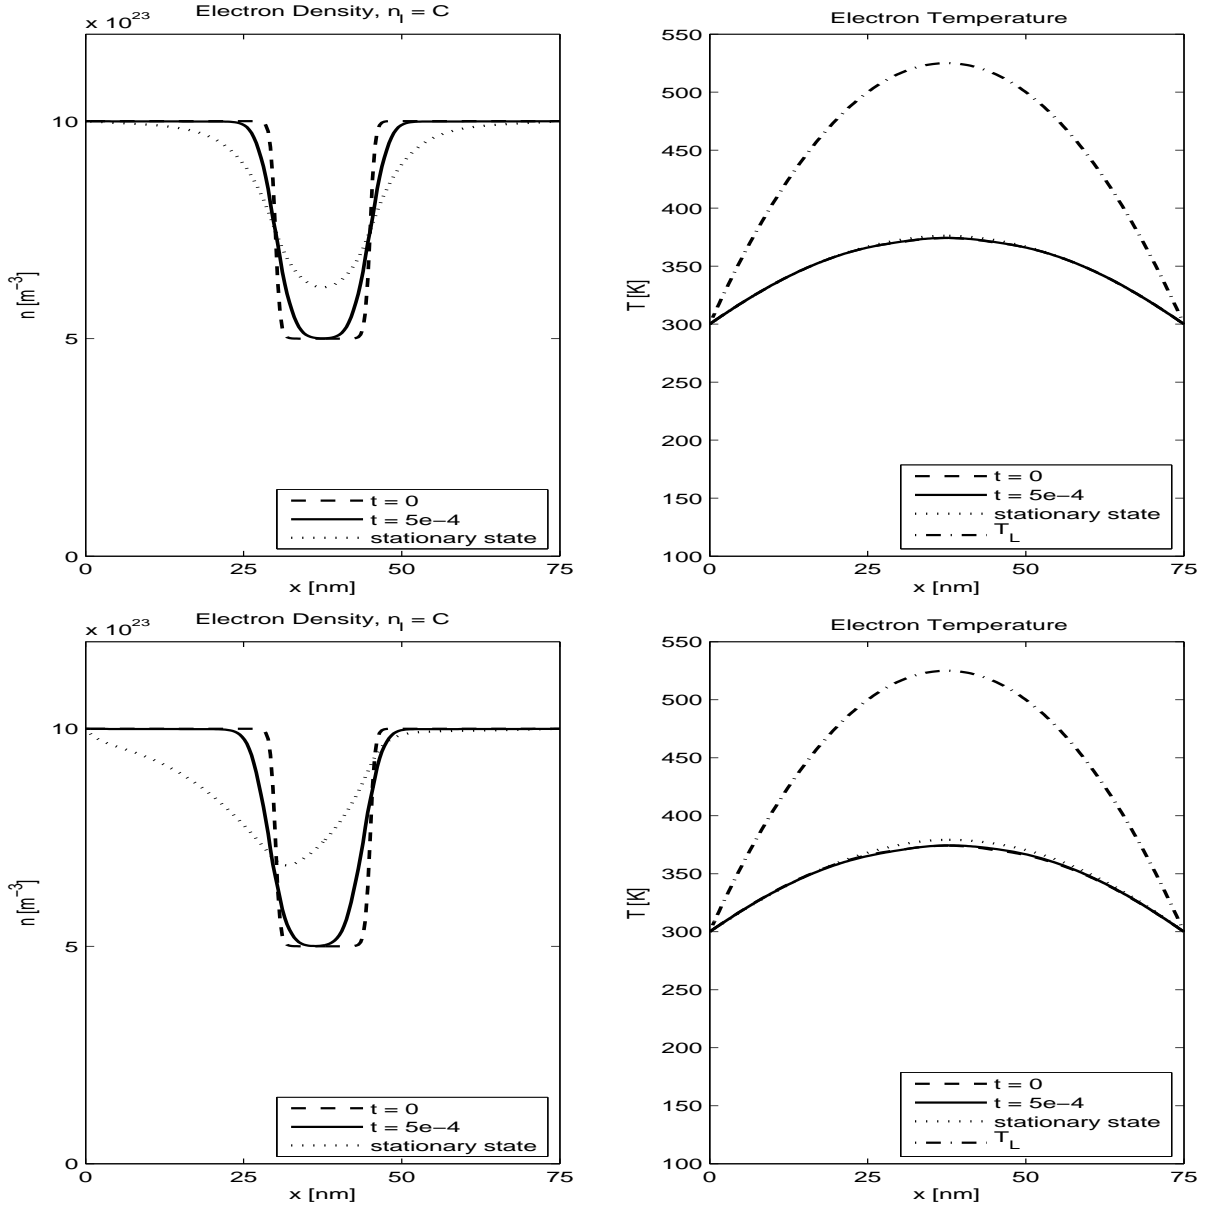 Electron Density, n_I = C
x 10^23
n [m^−3]
10
5
0
0 25 50 75
x [nm]
t = 0
t = 5e−4
stationary state
Electron Temperature
T [K]
550
500
450
400
350
300
250
200
150
100
0 25 50 75
x [nm]
t = 0
t = 5e−4
stationary state
T_L
Electron Density, n_I = C
x 10^23
n [m^−3]
10
5
0
0 25 50 75
x [nm]
t = 0
t = 5e−4
stationary state
Electron Temperature
T [K]
550
500
450
400
350
300
250
200
150
100
0 25 50 75
x [nm]
t = 0
t = 5e−4
stationary state
T_L